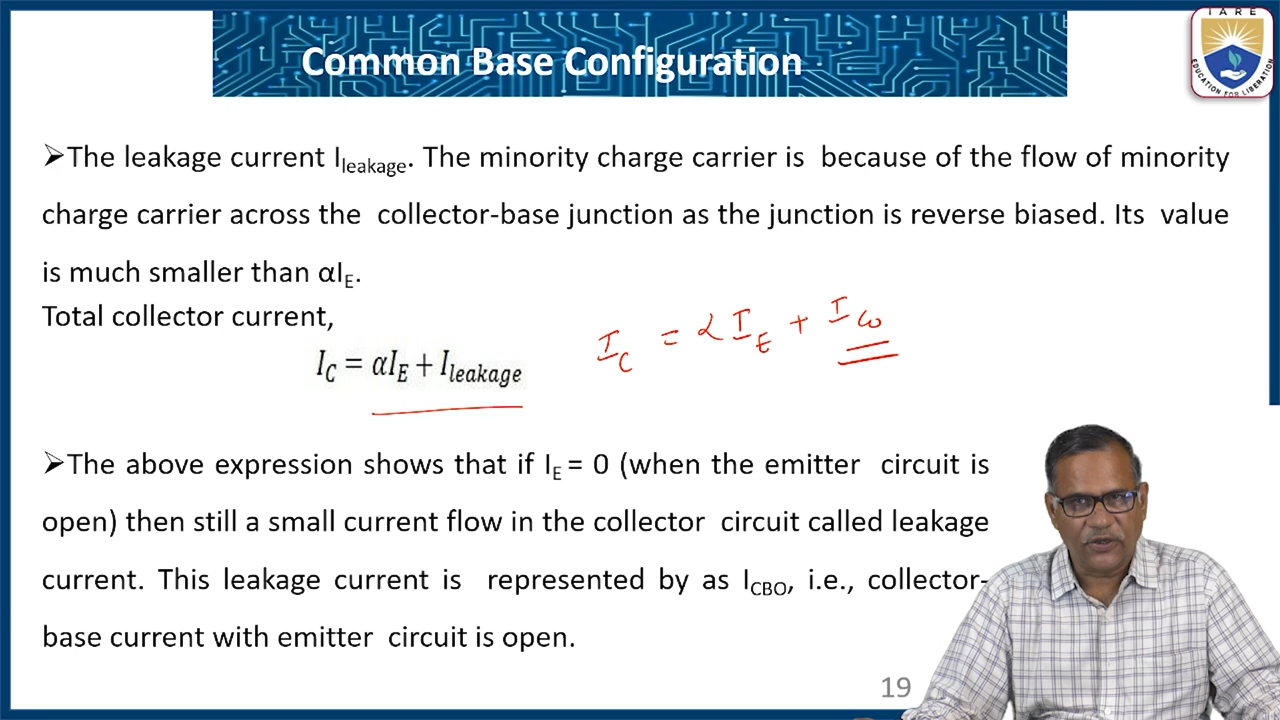 Common Base Configuration
IARE
EDUCATION FOR LIBERATION
➢The leakage current Ileakage. The minority charge carrier is because of the flow of minority
charge carrier across the collector-base junction as the junction is reverse biased. Its value
is much smaller than αIE.
Total collector current,
IC = αIE + Ileakage
IC = αIE + ICO
➢The above expression shows that if IE = 0 (when the emitter circuit is
open) then still a small current flow in the collector circuit called leakage
current. This leakage current is represented by as ICBO, i.e., collector-
base current with emitter circuit is open.
19